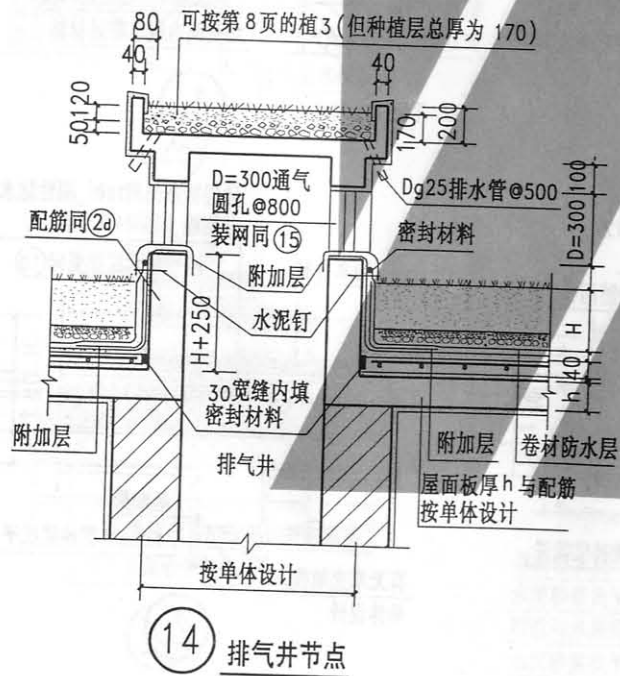 80
可按第8页的植3(但种植层总厚为170)
40
40
120
50
170
200
D=300通气
圆孔@800
装网同15
Dg25排水管@500
100
D=300
配筋同2d
密封材料
附加层
水泥钉
H+250
H
40
h
30宽缝内填
密封材料
附加层
排气井
附加层
卷材防水层
屋面板厚h与配筋
按单体设计
按单体设计
14
排气井节点